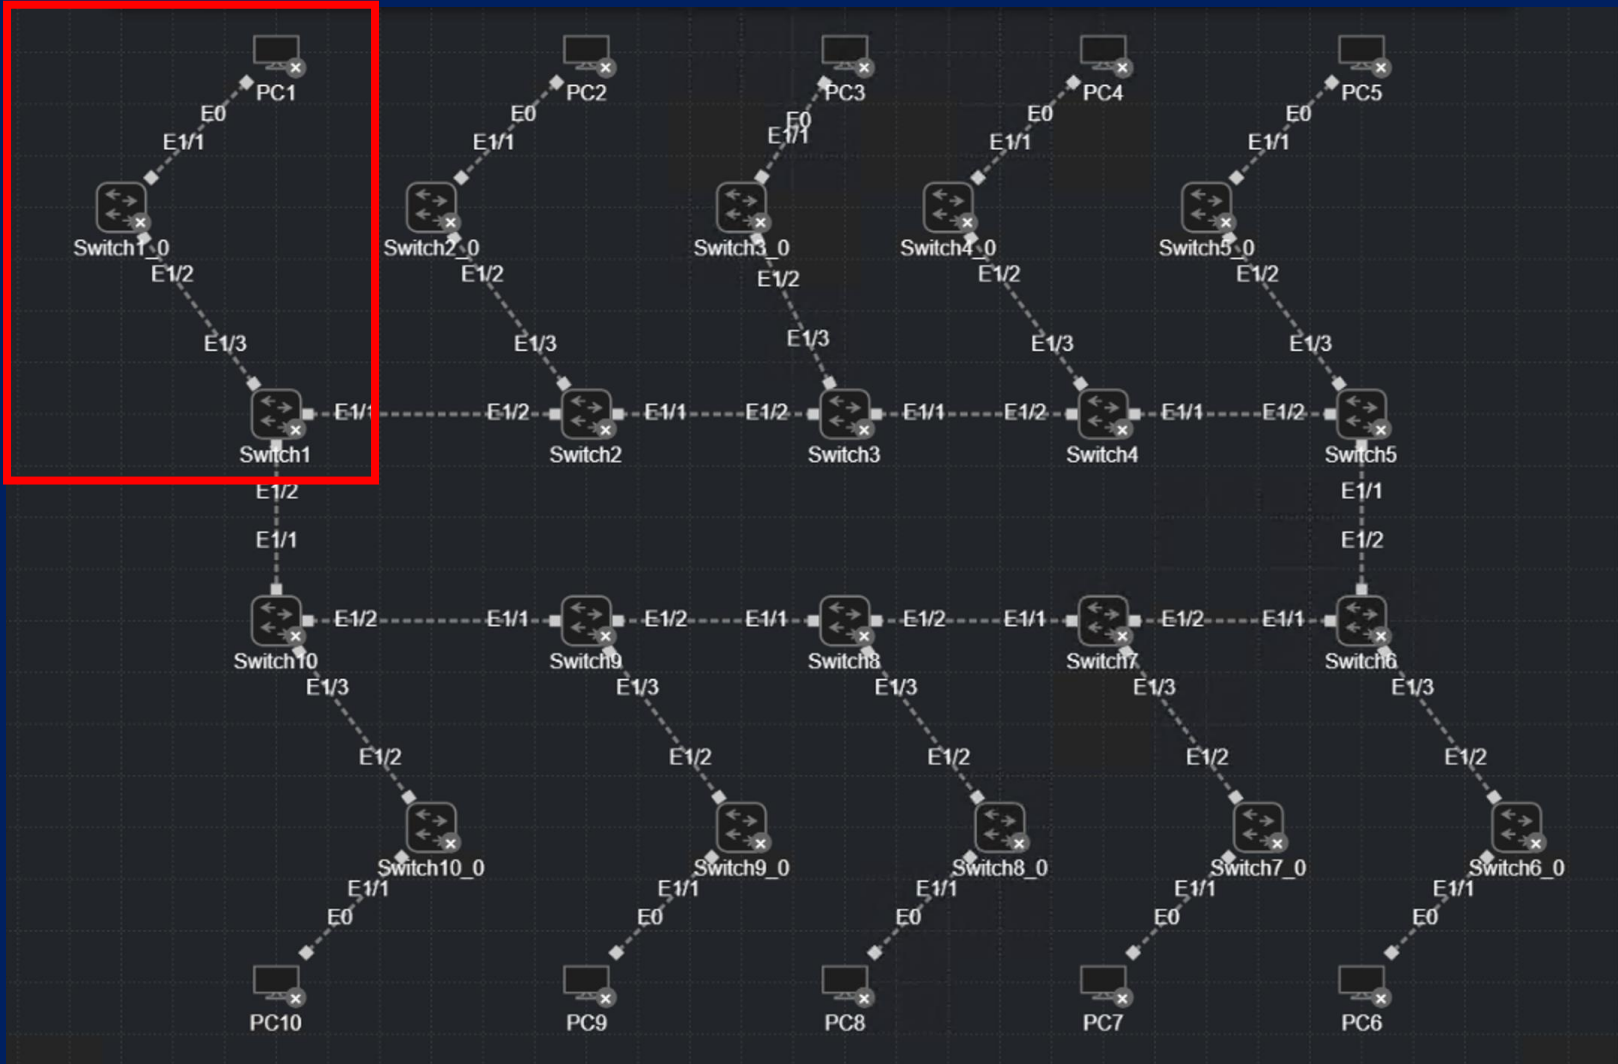 PC1
PC2
PC3
PC4
PC5
E0
E0
E0
E0
E0
E1/1
E1/1
E1/1
E1/1
E1/1
Switch1_0
Switch2_0
Switch3_0
Switch4_0
Switch5_0
E1/2
E1/2
E1/2
E1/2
E1/2
E1/3
E1/3
E1/3
E1/3
E1/3
E1/1
E1/2
E1/1
E1/2
E1/1
E1/2
E1/1
E1/2
Switch1
Switch2
Switch3
Switch4
Switch5
E1/2
E1/1
E1/1
E1/2
E1/2
E1/1
E1/2
E1/1
E1/2
E1/1
E1/2
E1/1
Switch10
Switch9
Switch8
Switch7
Switch6
E1/3
E1/3
E1/3
E1/3
E1/3
E1/2
E1/2
E1/2
E1/2
E1/2
Switch10_0
Switch9_0
Switch8_0
Switch7_0
Switch6_0
E1/1
E1/1
E1/1
E1/1
E1/1
E0
E0
E0
E0
E0
PC10
PC9
PC8
PC7
PC6